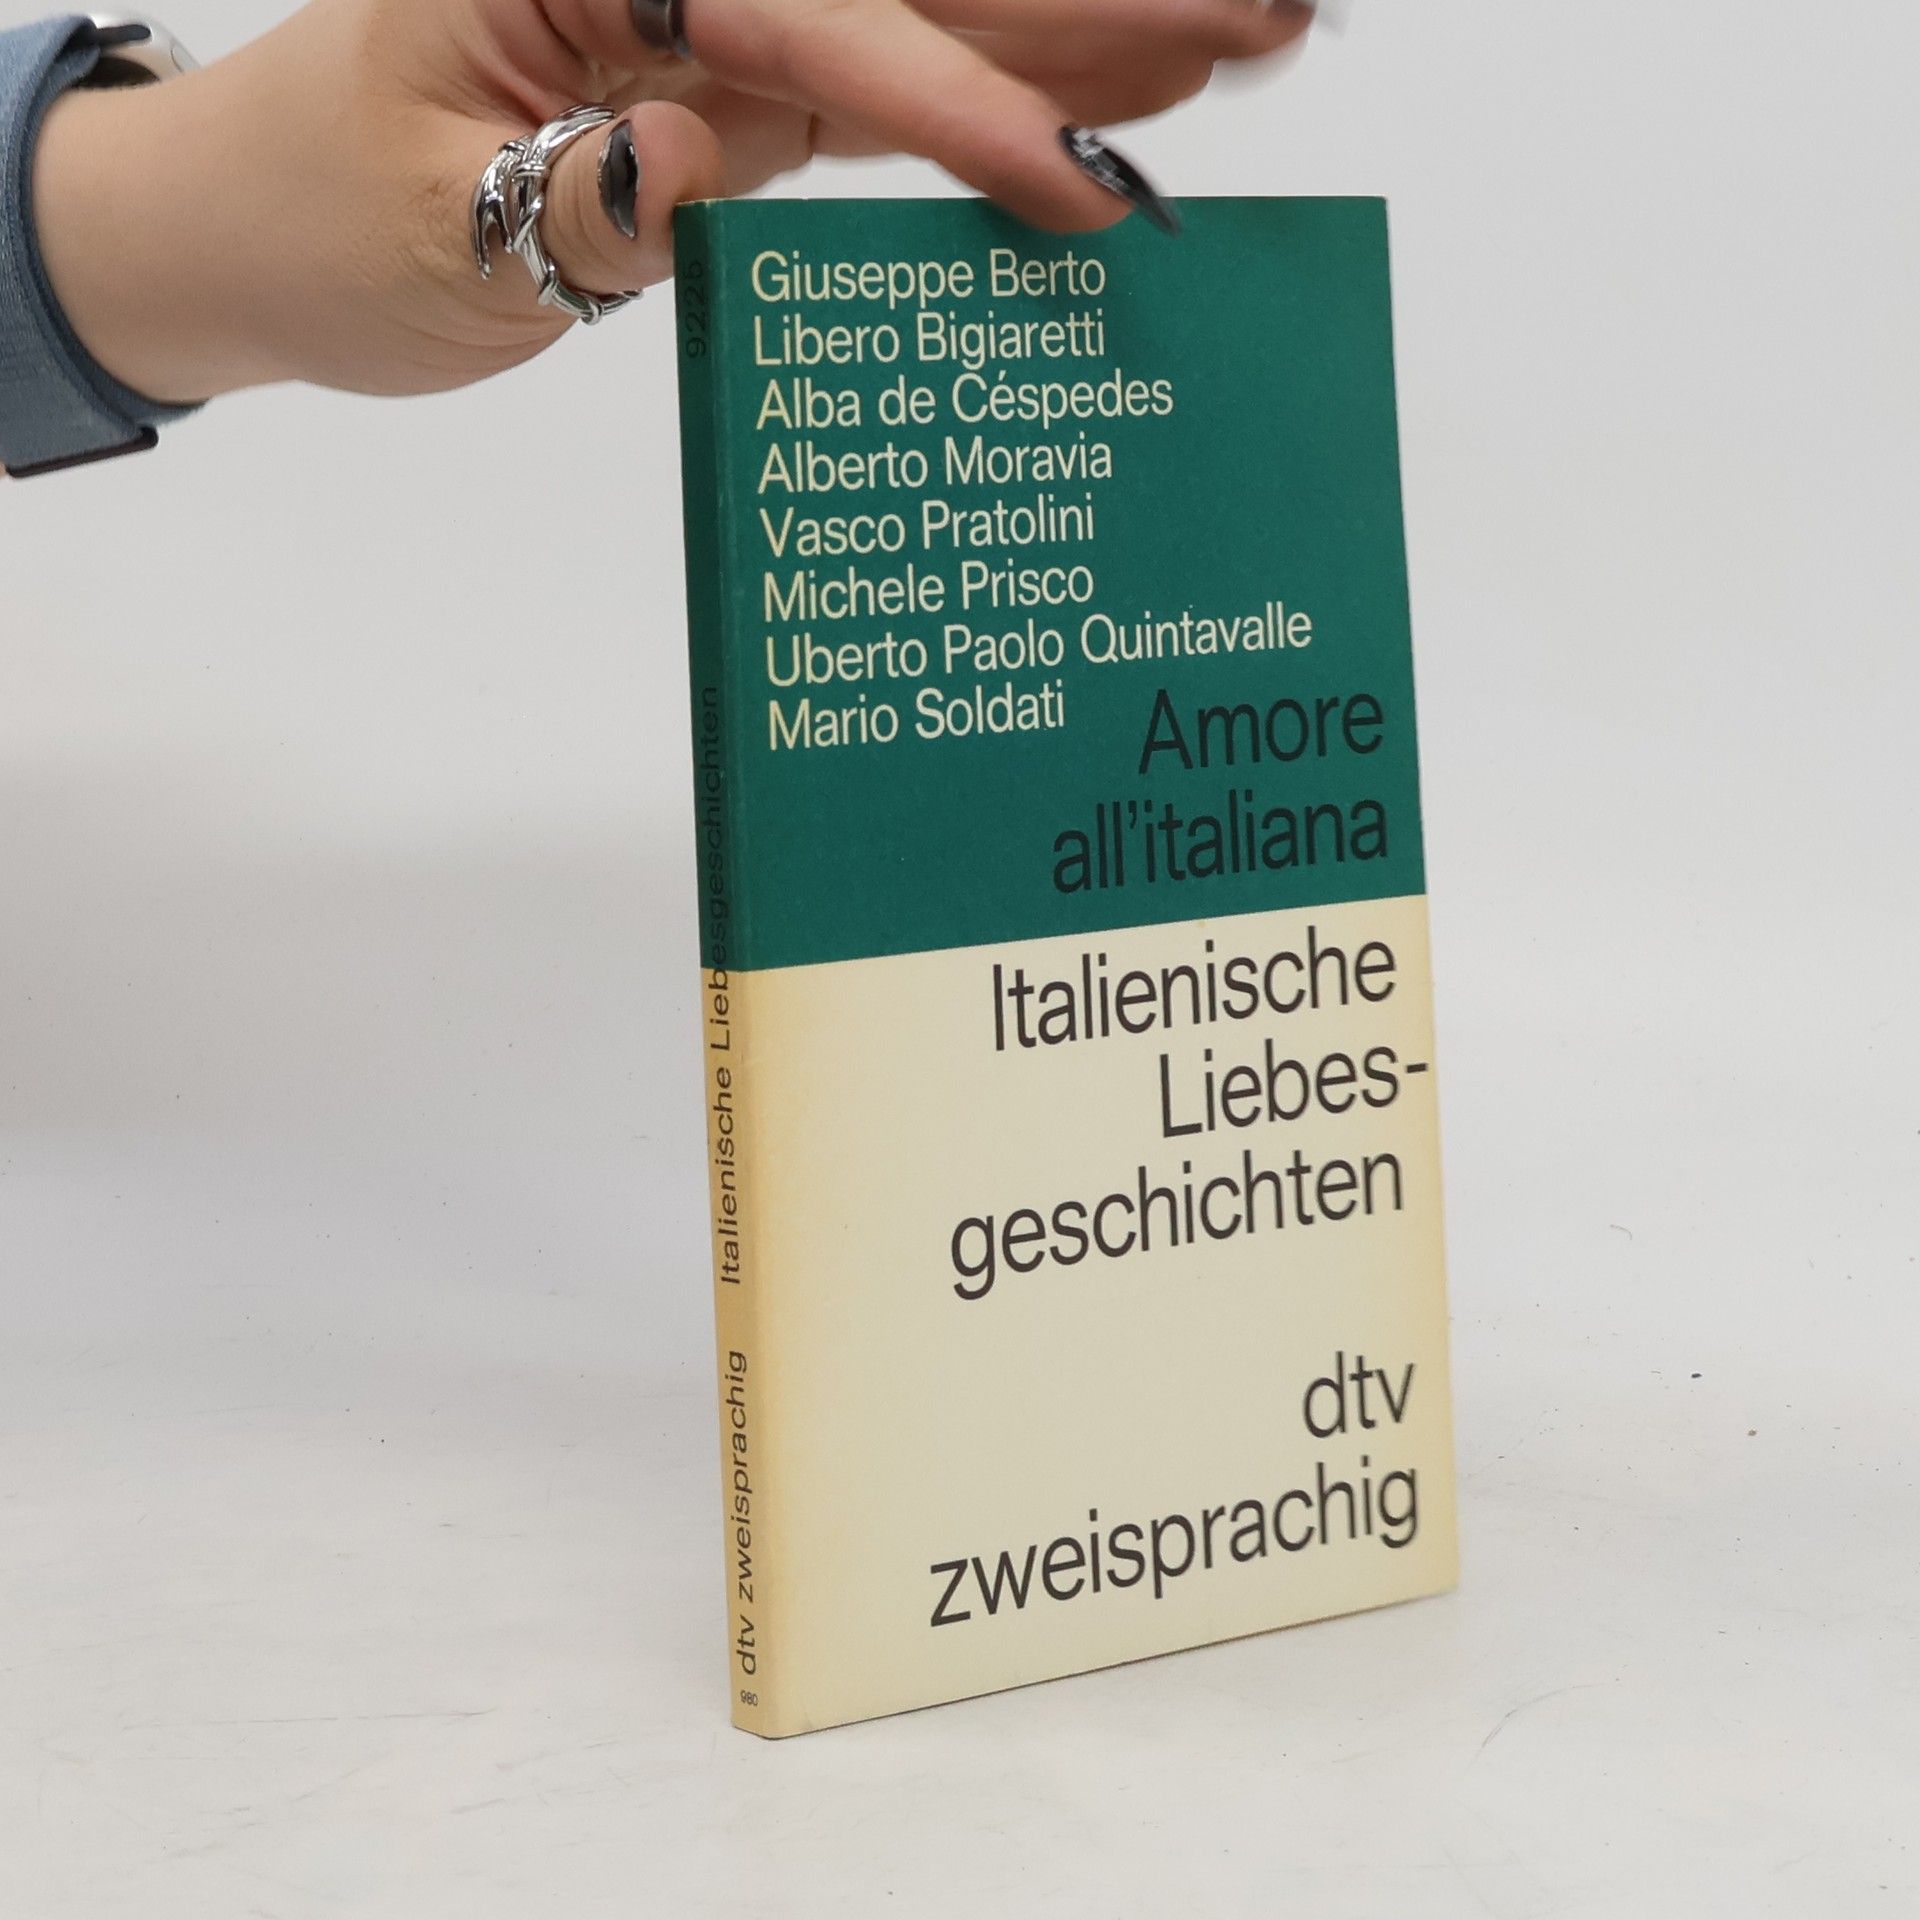 Giuseppe Berto
Libero Bigiaretti
Alba de Céspedes
Alberto Moravia
Vasco Pratolini
Michele Prisco
Uberto Paolo Quintavalle
Mario Soldati
Amore
all'italiana
Italienische
Liebes-
geschichten
dtv
zweisprachig
9225
Italienische Liebesgeschichten
dtv zweisprachig
980